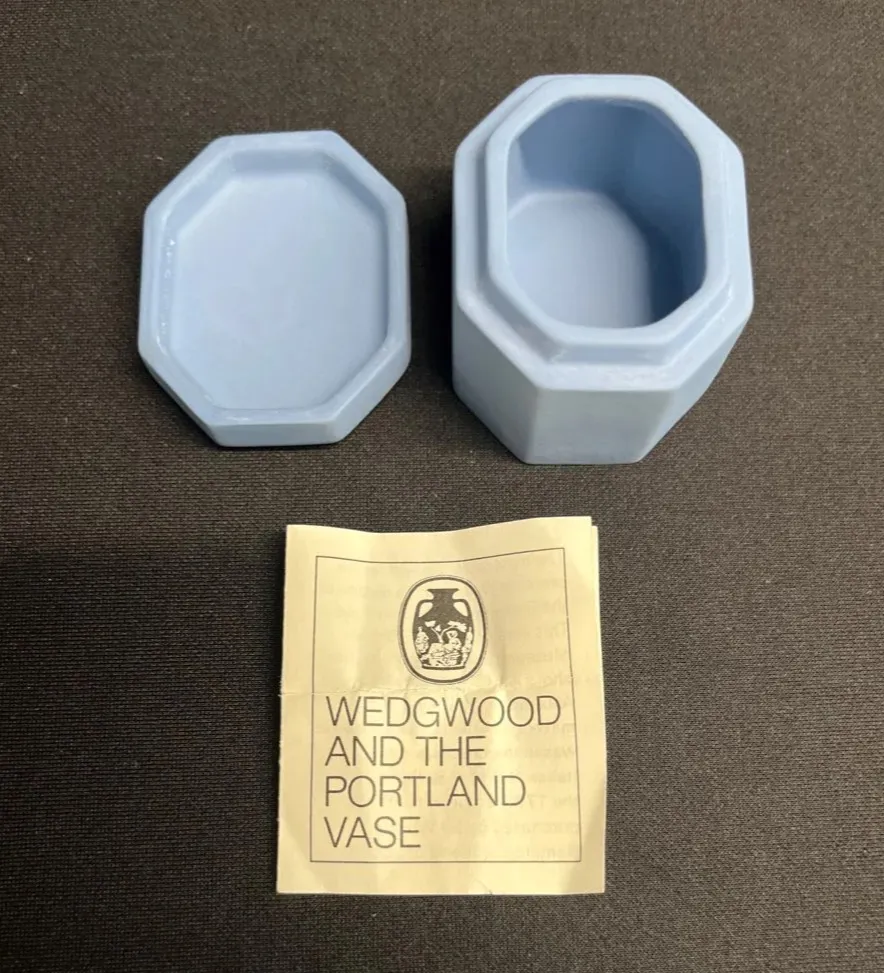 WEDGWOOD
AND THE
PORTLAND
VASE